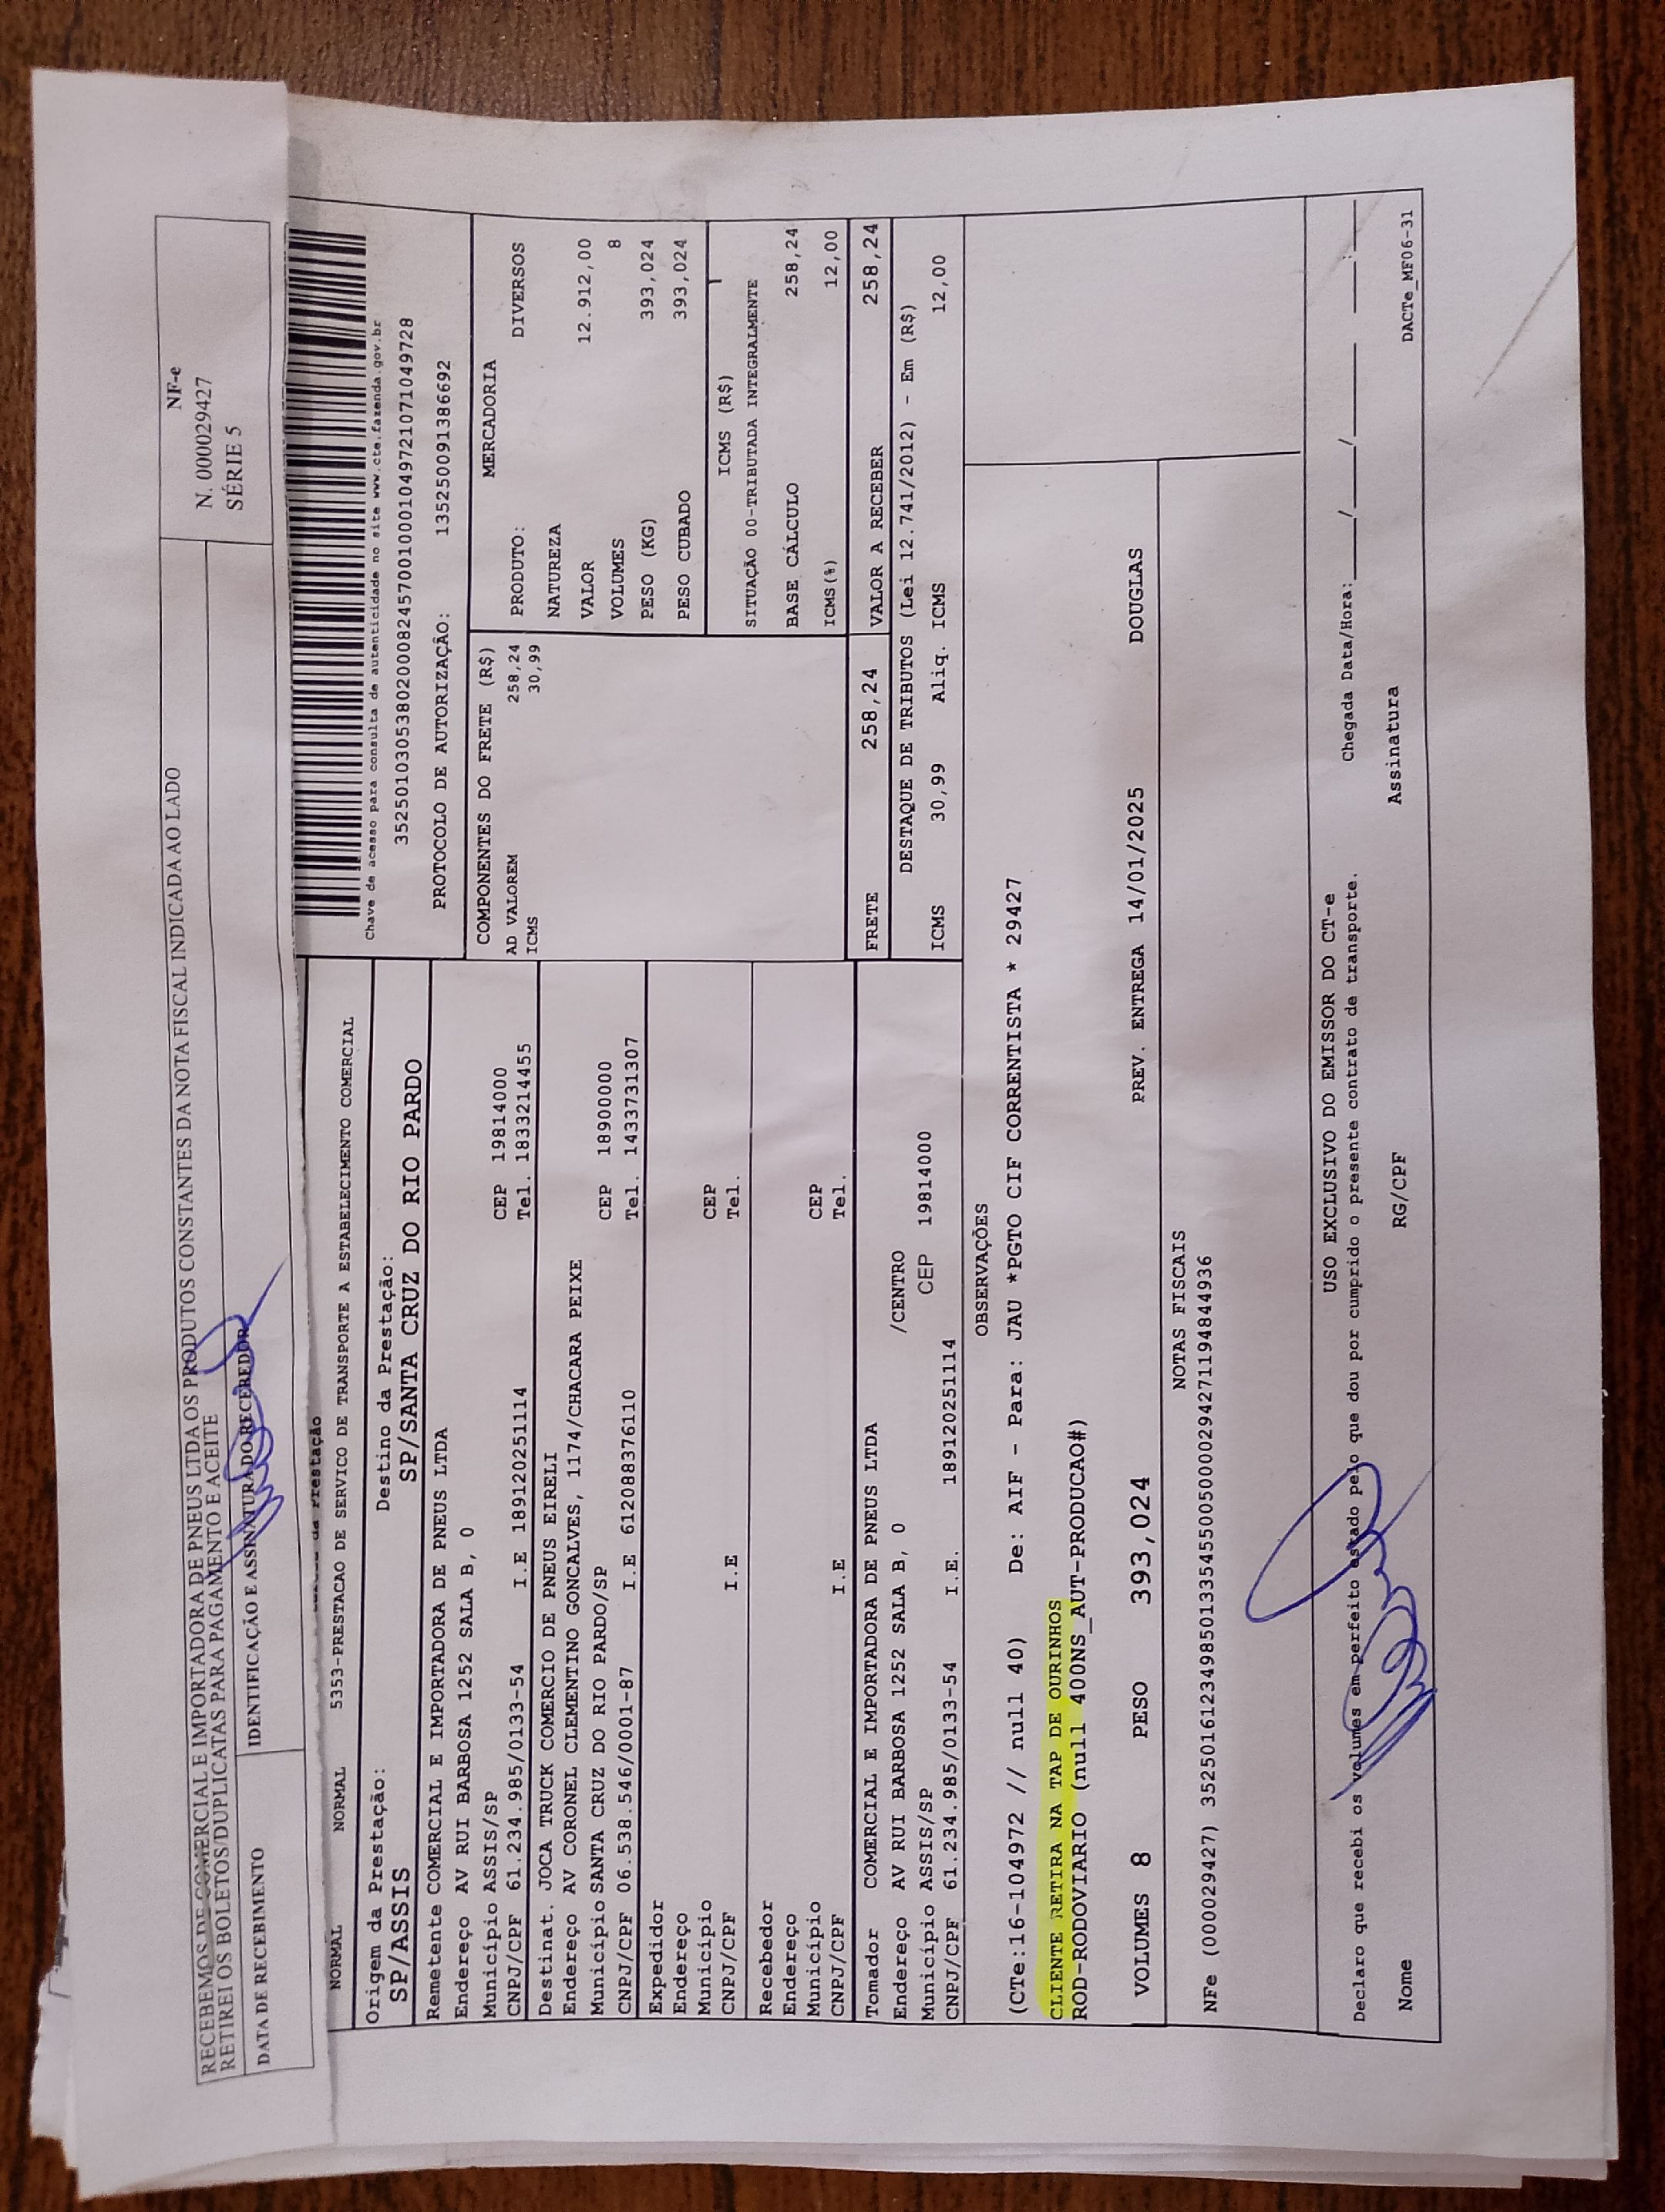 RECEBEMOS DE COMERCIAL E IMPORTADORA DE PNEUS LTDA OS PRODUTOS CONSTANTES DA NOTA FISCAL INDICADA AO LADO
RETIREI OS BOLETOS/DUPLICATAS PARA PAGAMENTO E ACEITE
DATA DE RECEBIMENTO IDENTIFICAÇÃO E ASSINATURA DO RECEBEDOR
NF-e
N. 000029427
SÉRIE 5
Prestação
NORMAL NORMAL 5353-PRESTACAO DE SERVICO DE TRANSPORTE A ESTABELECIMENTO COMERCIAL
Origem da Prestação: Destino da Prestação:
SP/ASSIS SP/SANTA CRUZ DO RIO PARDO
Remetente COMERCIAL E IMPORTADORA DE PNEUS LTDA
Endereço AV RUI BARBOSA 1252 SALA B, 0
Município ASSIS/SP CEP 19814000
CNPJ/CPF 61.234.985/0133-54 I.E 189120251114 Tel. 1833214455
Destinat. JOCA TRUCK COMERCIO DE PNEUS EIRELI
Endereço AV CORONEL CLEMENTINO GONCALVES, 1174/CHACARA PEIXE
Município SANTA CRUZ DO RIO PARDO/SP CEP 18900000
CNPJ/CPF 06.538.546/0001-87 I.E 612088376110 Tel. 1433731307
Expedidor
Endereço
Município CEP
CNPJ/CPF I.E Tel.
Recebedor
Endereço
Município CEP
CNPJ/CPF I.E Tel.
Tomador COMERCIAL E IMPORTADORA DE PNEUS LTDA
Endereço AV RUI BARBOSA 1252 SALA B, 0 /CENTRO
Município ASSIS/SP CEP 19814000
CNPJ/CPF 61.234.985/0133-54 I.E. 189120251114
Chave de acesso para consulta de autenticidade no site www.cte.fazenda.gov.br
35250103053802000824570010001049721071049728
PROTOCOLO DE AUTORIZAÇÃO: 135250091386692
COMPONENTES DO FRETE (R$)
AD VALOREM 258,24
ICMS 30,99
MERCADORIA
PRODUTO: DIVERSOS
NATUREZA
VALOR 12.912,00
VOLUMES 8
PESO (KG) 393,024
PESO CUBADO 393,024
ICMS (R$)
SITUAÇÃO 00-TRIBUTADA INTEGRALMENTE
BASE CÁLCULO 258,24
ICMS(%) 12,00
FRETE 258,24 VALOR A RECEBER 258,24
DESTAQUE DE TRIBUTOS (Lei 12.741/2012) - Em (R$)
ICMS 30,99 Aliq. ICMS 12,00
OBSERVAÇÕES
(CTe:16-104972 // null 40) De: AIF - Para: JAU *PGTO CIF CORRENTISTA * 29427
CLIENTE RETIRA NA TAP DE OURINHOS
ROD-RODOVIARIO (null 400NS_AUT-PRODUCAO#)
VOLUMES 8 PESO 393,024 PREV. ENTREGA 14/01/2025 DOUGLAS
NOTAS FISCAIS
NFe (000029427) 35250161234985013354550050000294271194844936
USO EXCLUSIVO DO EMISSOR DO CT-e
Declaro que recebi os volumes em perfeito estado pelo que dou por cumprido o presente contrato de transporte. Chegada Data/Hora:___/___/___ __:__
Nome RG/CPF Assinatura
DACTe_MF06-31